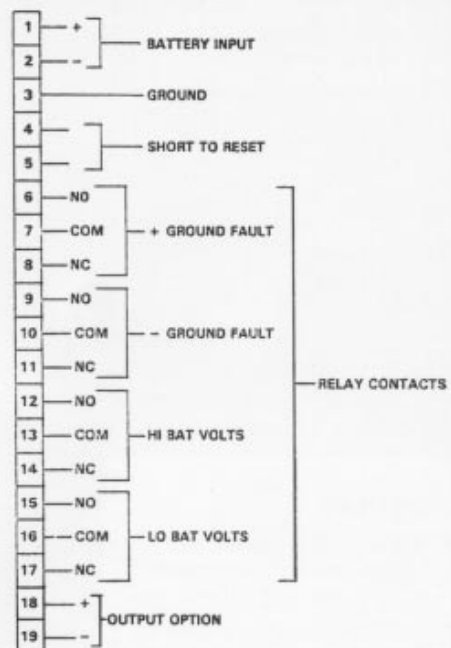 1 +
BATTERY INPUT
2 -
3 GROUND
4
SHORT TO RESET
5
6 NO
7 COM + GROUND FAULT
8 NC
9 NO
10 COM - GROUND FAULT
11 NC
RELAY CONTACTS
12 NO
13 COM HI BAT VOLTS
14 NC
15 NO
16 COM LO BAT VOLTS
17 NC
18 +
OUTPUT OPTION
19 -